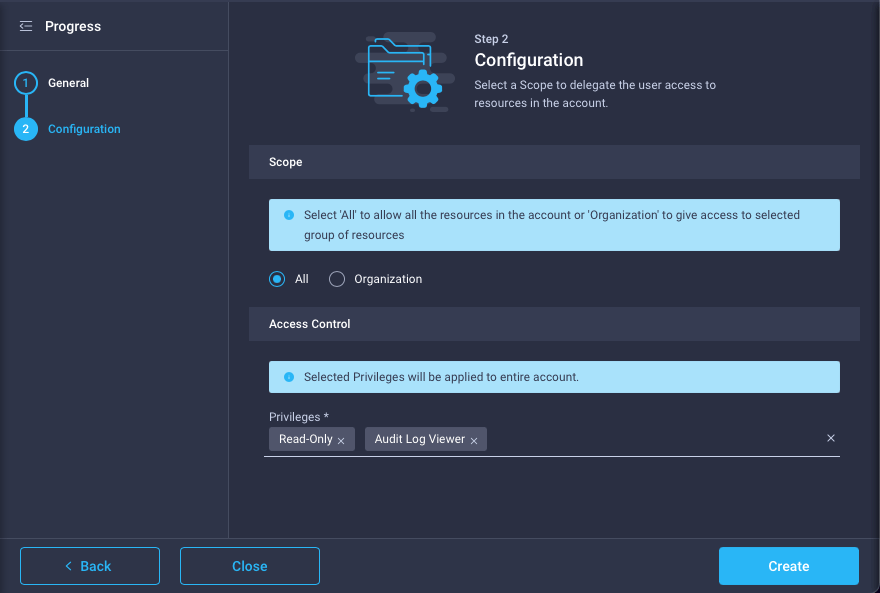 Progress
1 General
2 Configuration
Step 2
Configuration
Select a Scope to delegate the user access to
resources in the account.
Scope
Select 'All' to allow all the resources in the account or 'Organization' to give access to selected
group of resources
All Organization
Access Control
Selected Privileges will be applied to entire account.
Privileges *
Read-Only × Audit Log Viewer × ×
< Back Close Create